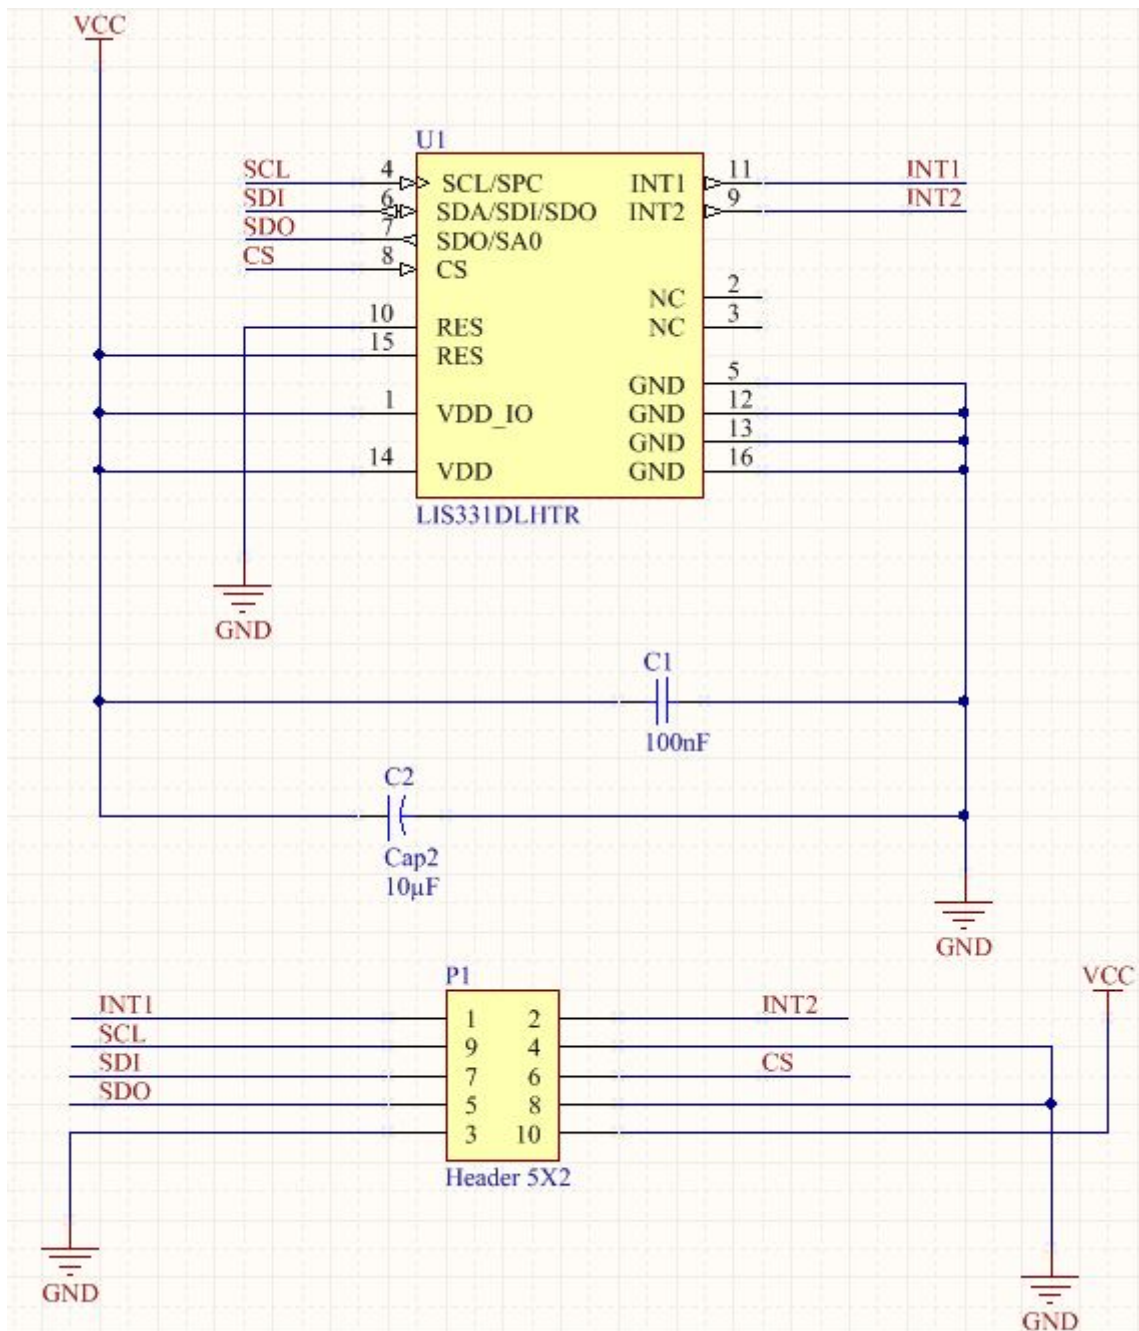 VCC
U1
SCL 4 SCL/SPC INT1 11 INT1
SDI 6 SDA/SDI/SDO INT2 9 INT2
SDO 7 SDO/SA0
CS 8 CS
NC 2
10 RES NC 3
15 RES
GND 5
1 VDD_IO GND 12
GND 13
14 VDD GND 16
LIS331DLHTR
GND
C1
100nF
C2
Cap2
10µF
GND
P1
VCC
INT1 1 2 INT2
SCL 9 4
SDI 7 6 CS
SDO 5 8
3 10
Header 5X2
GND
GND